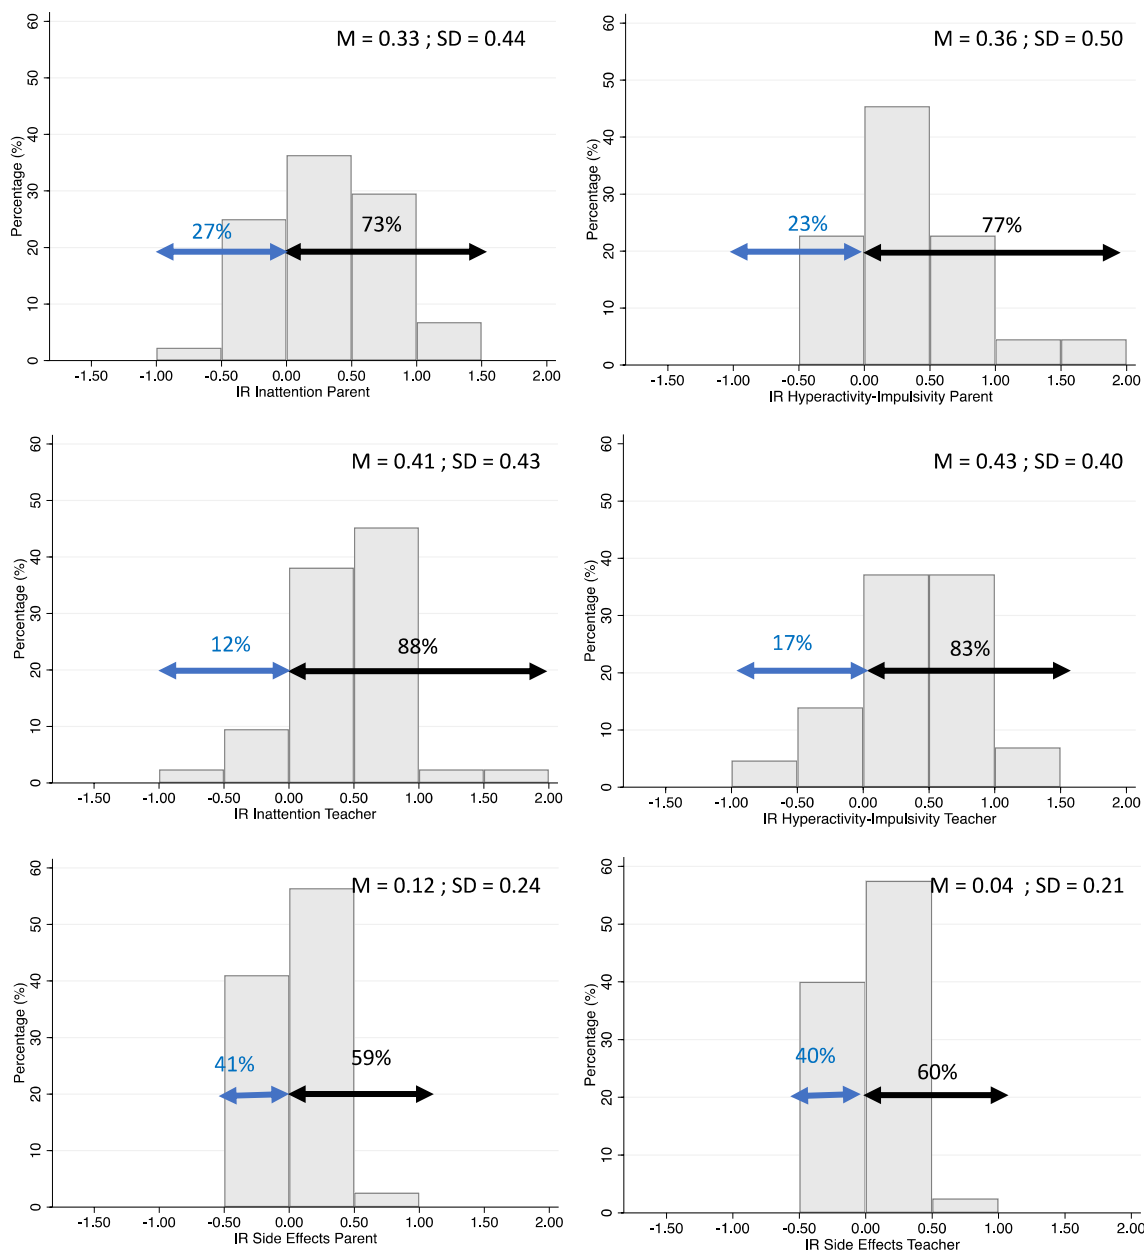 M = 0.33 ; SD = 0.44
60
50
40
30
20
10
0
Percentage (%)
27%
73%
-1.50 -1.00 -0.50 0.00 0.50 1.00 1.50 2.00
IR Inattention Parent
M = 0.36 ; SD = 0.50
60
50
40
30
20
10
0
Percentage (%)
23%
77%
-1.50 -1.00 -0.50 0.00 0.50 1.00 1.50 2.00
IR Hyperactivity-Impulsivity Parent
M = 0.41 ; SD = 0.43
60
50
40
30
20
10
0
Percentage (%)
12%
88%
-1.50 -1.00 -0.50 0.00 0.50 1.00 1.50 2.00
IR Inattention Teacher
M = 0.43 ; SD = 0.40
60
50
40
30
20
10
0
Percentage (%)
17%
83%
-1.50 -1.00 -0.50 0.00 0.50 1.00 1.50 2.00
IR Hyperactivity-Impulsivity Teacher
M = 0.12 ; SD = 0.24
60
50
40
30
20
10
0
Percentage (%)
41%
59%
-1.50 -1.00 -0.50 0.00 0.50 1.00 1.50 2.00
IR Side Effects Parent
M = 0.04 ; SD = 0.21
60
50
40
30
20
10
0
Percentage (%)
40%
60%
-1.50 -1.00 -0.50 0.00 0.50 1.00 1.50 2.00
IR Side Effects Teacher